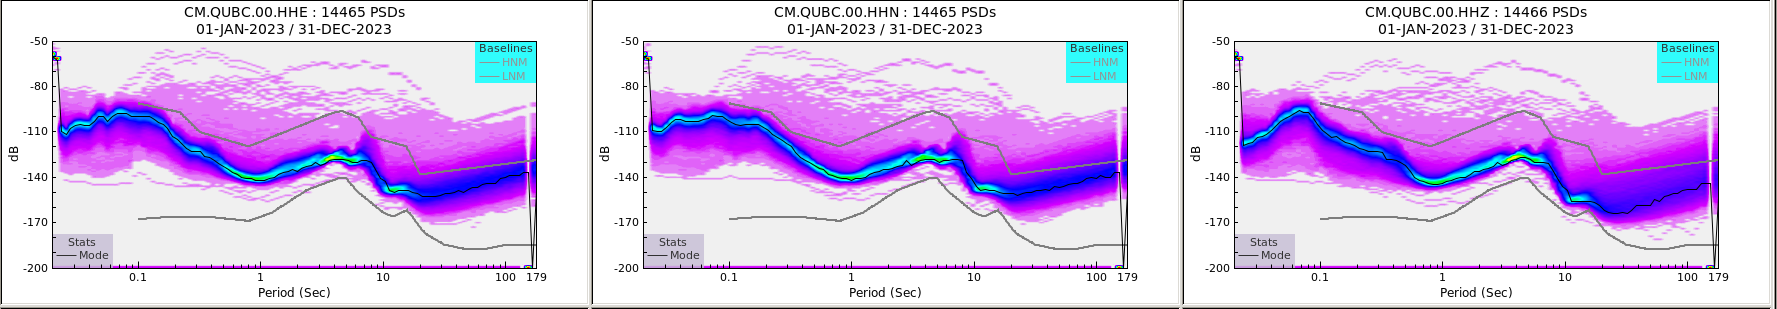 CM.QUBC.00.HHE : 14465 PSDs
01-JAN-2023 / 31-DEC-2023
-50
-80
-110
-140
-170
-200
dB
Baselines
HNM
LNM
Stats
Mode
0.1 1 10 100 179
Period (Sec)
CM.QUBC.00.HHN : 14465 PSDs
01-JAN-2023 / 31-DEC-2023
-50
-80
-110
-140
-170
-200
dB
Baselines
HNM
LNM
Stats
Mode
0.1 1 10 100 179
Period (Sec)
CM.QUBC.00.HHZ : 14466 PSDs
01-JAN-2023 / 31-DEC-2023
-50
-80
-110
-140
-170
-200
dB
Baselines
HNM
LNM
Stats
Mode
0.1 1 10 100 179
Period (Sec)